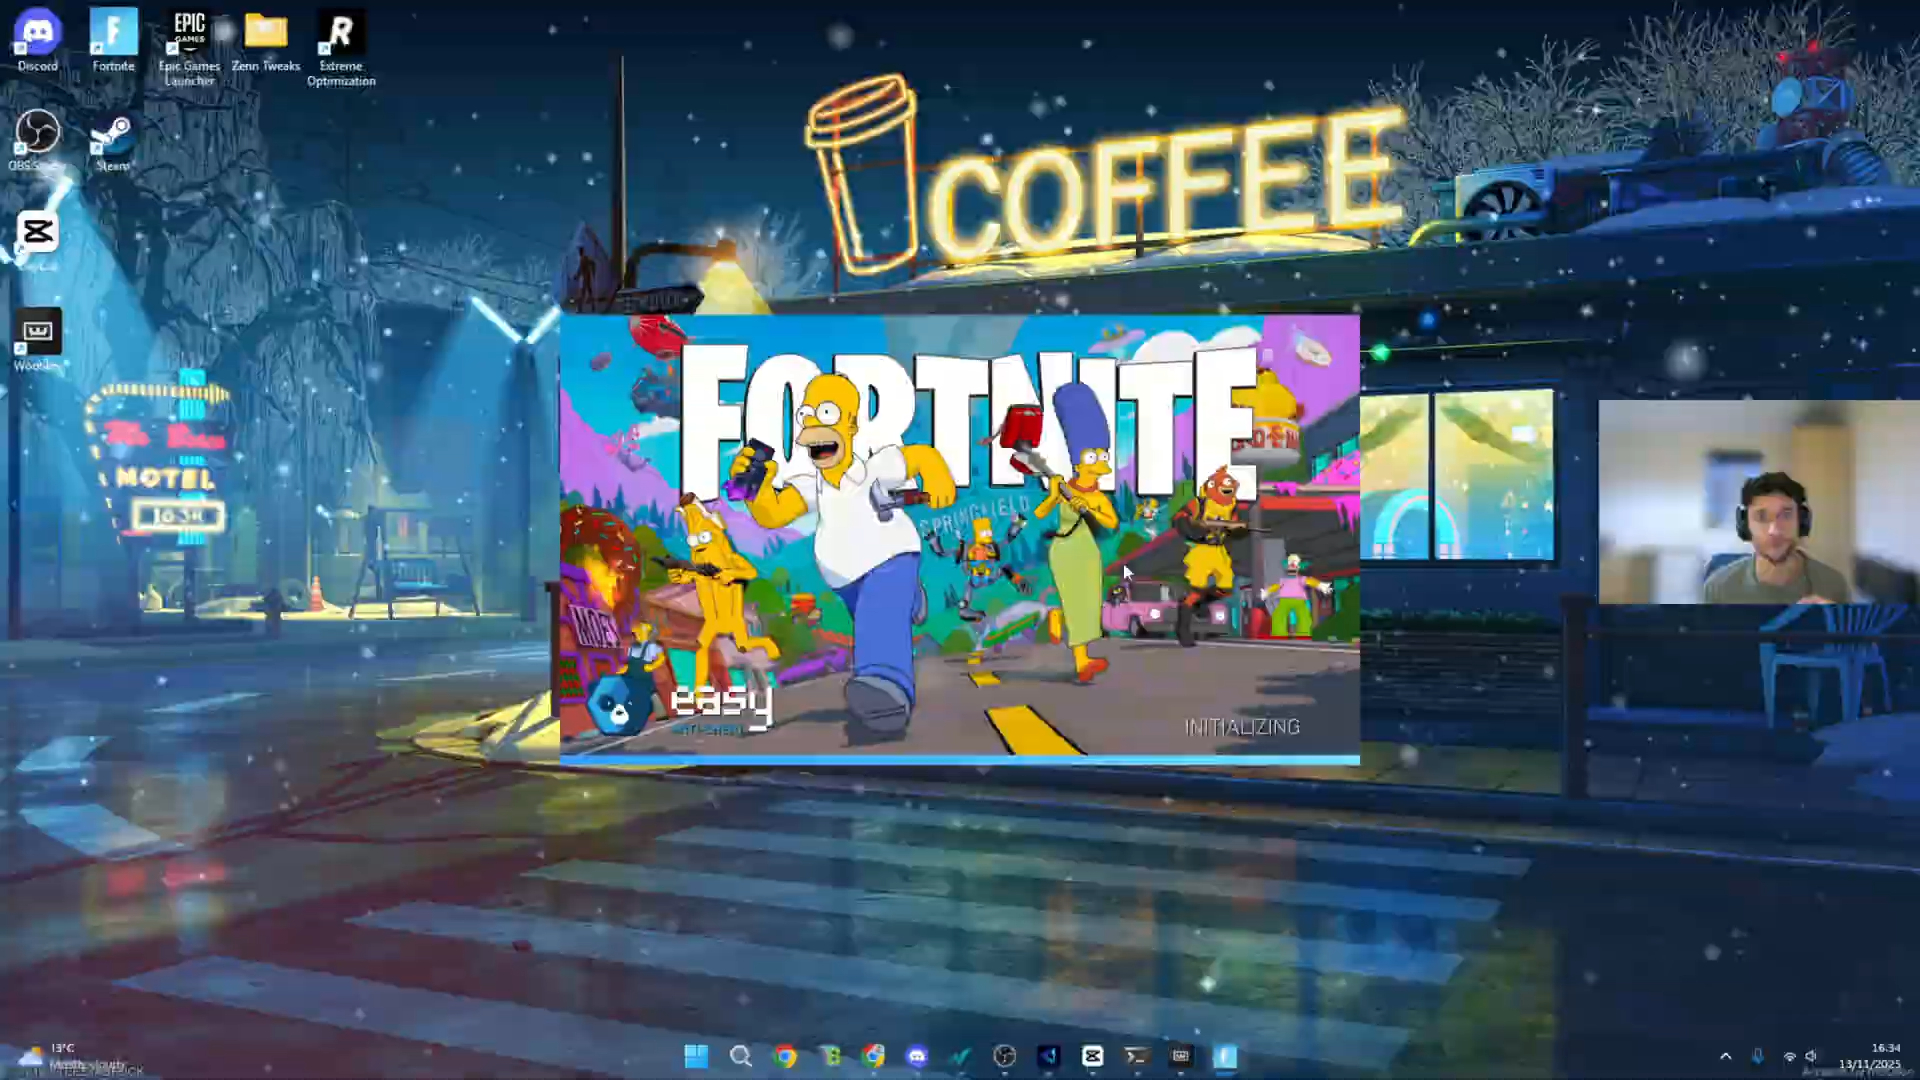 Discord
Fortnite
Epic Games
Launcher
Zenn Tweaks
Extreme
Optimization
EPIC
GAMES
Steam
COFFEE
MOTEL
FORTNITE
SPRINGFIELD
MOE'S
easy
INITIALIZING
13°C
16:34
13/11/2025